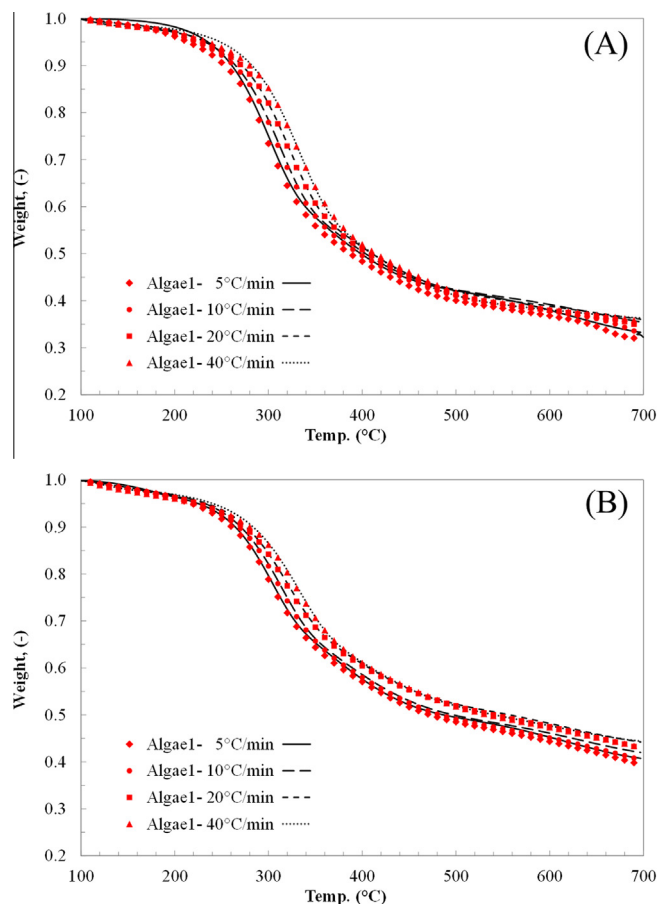 (A)
1.0
0.9
0.8
0.7
0.6
0.5
0.4
0.3
0.2
Weight, (-)
Algae1- 5°C/min
Algae1- 10°C/min
Algae1- 20°C/min
Algae1- 40°C/min
100 200 300 400 500 600 700
Temp. (°C)
(B)
1.0
0.9
0.8
0.7
0.6
0.5
0.4
0.3
0.2
Weight, (-)
Algae1- 5°C/min
Algae1- 10°C/min
Algae1- 20°C/min
Algae1- 40°C/min
100 200 300 400 500 600 700
Temp. (°C)